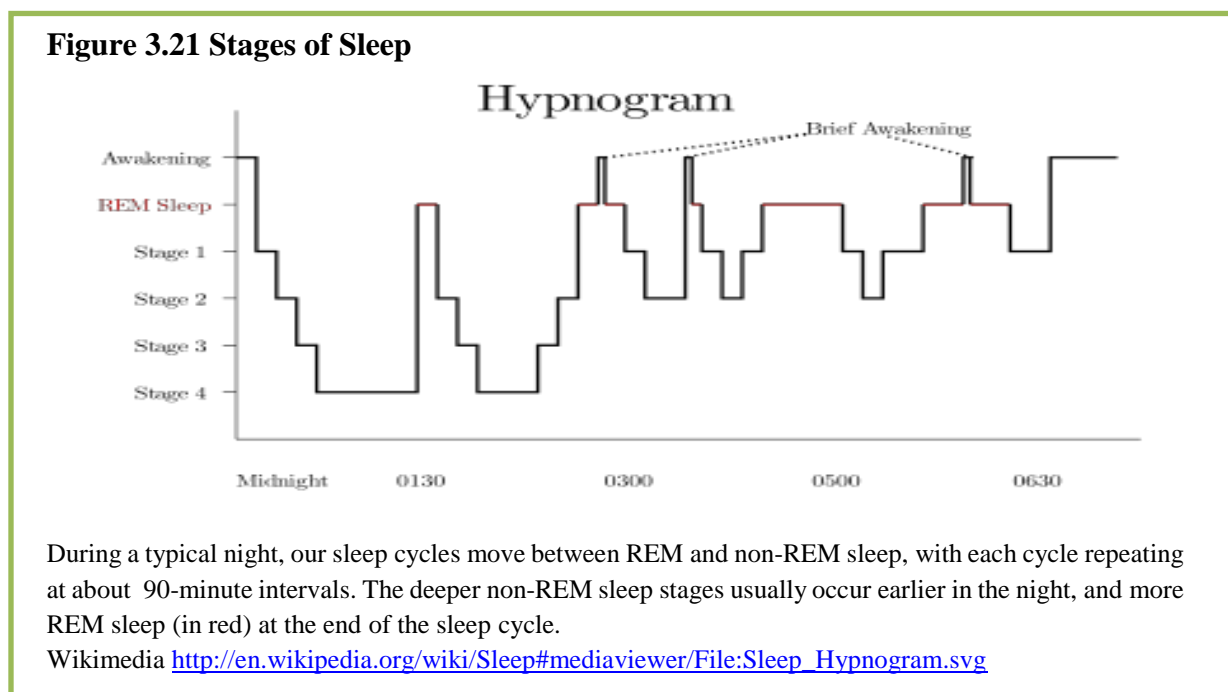 Figure 3.21 Stages of Sleep
Hypnogram
Brief Awakening
Awakening
REM Sleep
Stage 1
Stage 2
Stage 3
Stage 4
Midnight 0130 0300 0500 0630
During a typical night, our sleep cycles move between REM and non-REM sleep, with each cycle repeating
at about 90-minute intervals. The deeper non-REM sleep stages usually occur earlier in the night, and more
REM sleep (in red) at the end of the sleep cycle.
Wikimedia http://en.wikipedia.org/wiki/Sleep#mediaviewer/File:Sleep_Hypnogram.svg